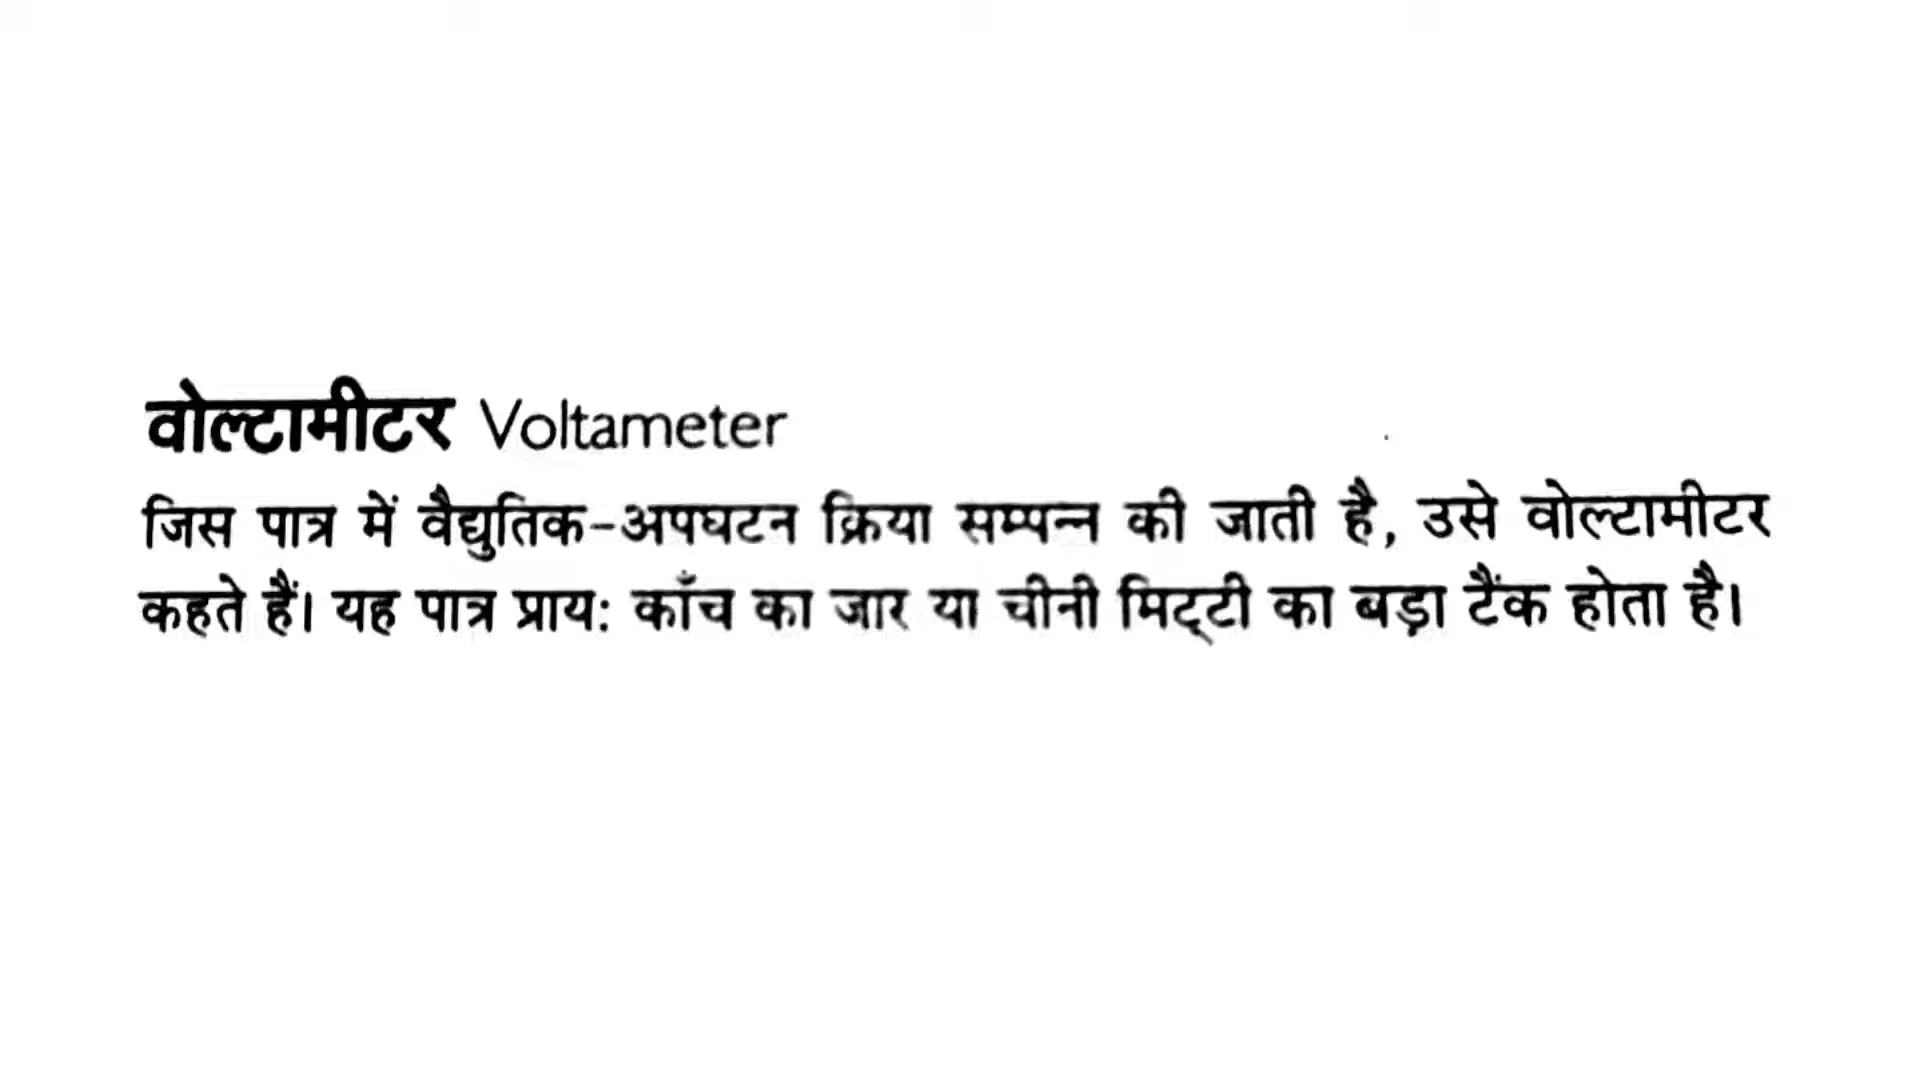 वोल्टामीटर Voltameter
जिस पात्र में वैद्युतिक-अपघटन क्रिया सम्पन्न की जाती है, उसे वोल्टामीटर
कहते हैं। यह पात्र प्राय: काँच का जार या चीनी मिट्टी का बड़ा टैंक होता है।